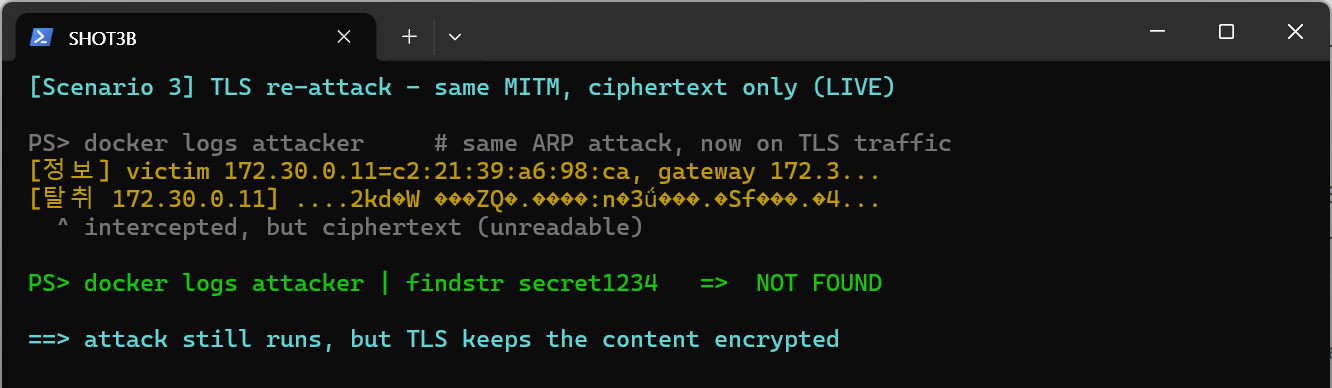 SHOT3B
[Scenario 3] TLS re-attack - same MITM, ciphertext only (LIVE)
PS> docker logs attacker     # same ARP attack, now on TLS traffic
[정보] victim 172.30.0.11=c2:21:39:a6:98:ca, gateway 172.3...
[탈취 172.30.0.11] ....2kd�W ���ZQ�.����:n�3ű���.�Sf���.�4...
^ intercepted, but ciphertext (unreadable)
PS> docker logs attacker | findstr secret1234   =>  NOT FOUND
==> attack still runs, but TLS keeps the content encrypted